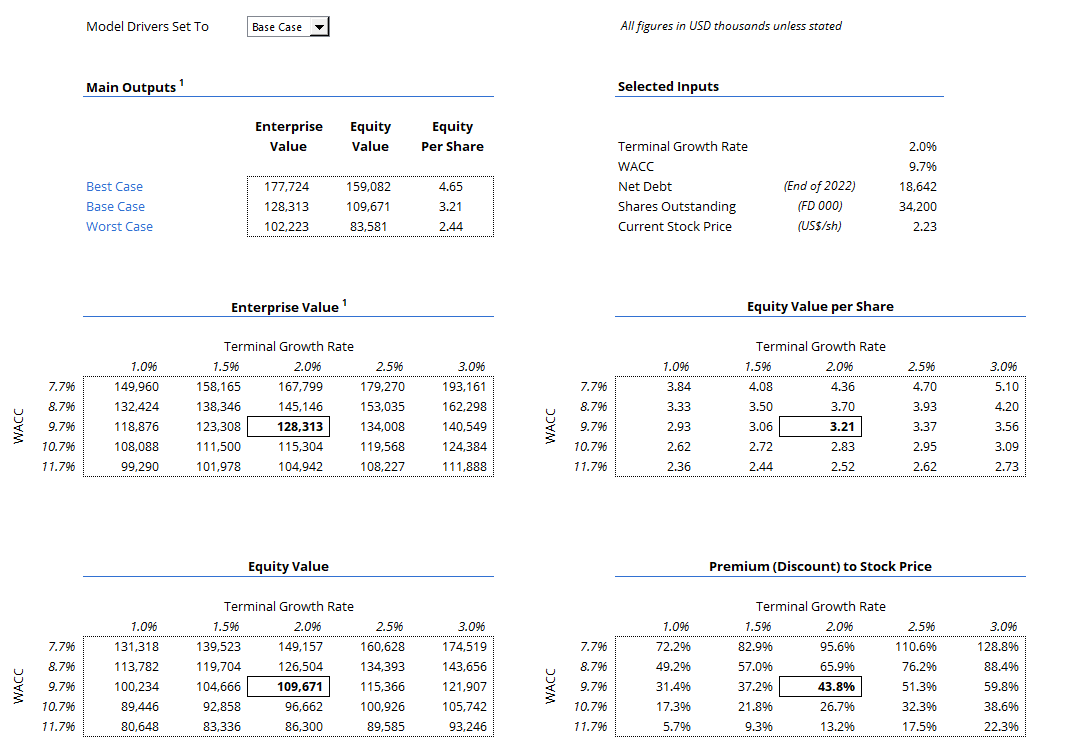 Model Drivers Set To Base Case All figures in USD thousands unless stated
Main Outputs 1 Selected Inputs
Enterprise Equity Equity
Value Value Per Share Terminal Growth Rate 2.0%
WACC 9.7%
Best Case 177,724 159,082 4.65 Net Debt (End of 2022) 18,642
Base Case 128,313 109,671 3.21 Shares Outstanding (FD 000) 34,200
Worst Case 102,223 83,581 2.44 Current Stock Price (US$/sh) 2.23
Enterprise Value 1
Terminal Growth Rate
1.0% 1.5% 2.0% 2.5% 3.0%
WACC
7.7% 149,960 158,165 167,799 179,270 193,161
8.7% 132,424 138,346 145,146 153,035 162,298
9.7% 118,876 123,308 128,313 134,008 140,549
10.7% 108,088 111,500 115,304 119,568 124,384
11.7% 99,290 101,978 104,942 108,227 111,888
Equity Value per Share
Terminal Growth Rate
1.0% 1.5% 2.0% 2.5% 3.0%
WACC
7.7% 3.84 4.08 4.36 4.70 5.10
8.7% 3.33 3.50 3.70 3.93 4.20
9.7% 2.93 3.06 3.21 3.37 3.56
10.7% 2.62 2.72 2.83 2.95 3.09
11.7% 2.36 2.44 2.52 2.62 2.73
Equity Value
Terminal Growth Rate
1.0% 1.5% 2.0% 2.5% 3.0%
WACC
7.7% 131,318 139,523 149,157 160,628 174,519
8.7% 113,782 119,704 126,504 134,393 143,656
9.7% 100,234 104,666 109,671 115,366 121,907
10.7% 89,446 92,858 96,662 100,926 105,742
11.7% 80,648 83,336 86,300 89,585 93,246
Premium (Discount) to Stock Price
Terminal Growth Rate
1.0% 1.5% 2.0% 2.5% 3.0%
WACC
7.7% 72.2% 82.9% 95.6% 110.6% 128.8%
8.7% 49.2% 57.0% 65.9% 76.2% 88.4%
9.7% 31.4% 37.2% 43.8% 51.3% 59.8%
10.7% 17.3% 21.8% 26.7% 32.3% 38.6%
11.7% 5.7% 9.3% 13.2% 17.5% 22.3%